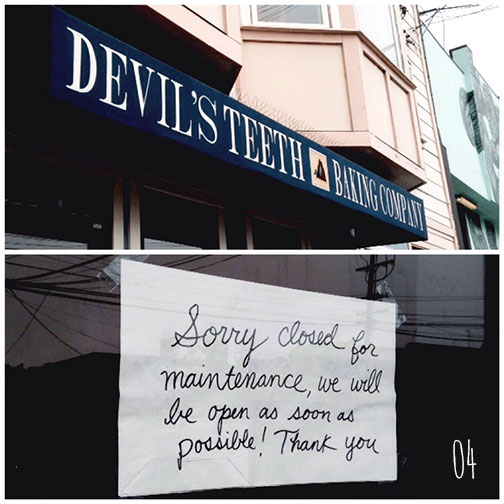 DEVIL'S TEETH BAKING COMPANY
Sorry closed for
maintenance, we will
be open as soon as
possible! Thank you
04